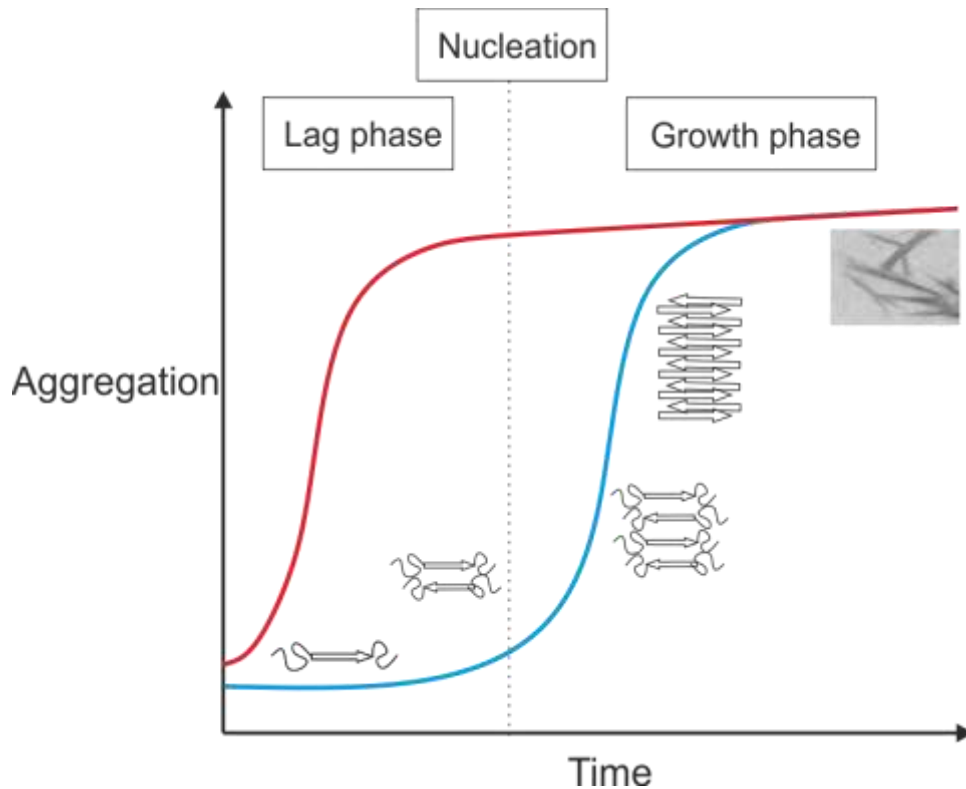 Nucleation
Lag phase
Growth phase
Aggregation
Time